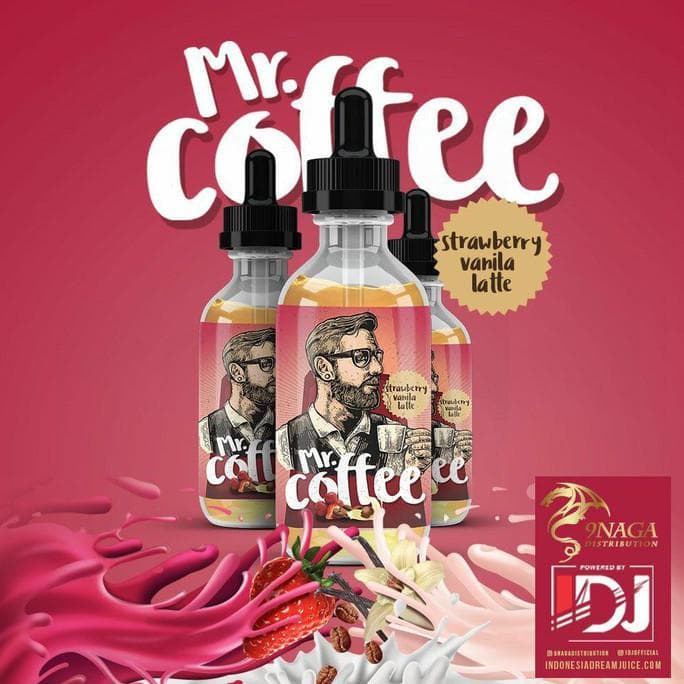 Mr.
coffee
strawberry
vanila
latte
strawberry
vanila
latte
Mr.
coffee
strawberry
vanila
latte
9NAGA
DISTRIBUTION
POWERED BY
IDJ
9NAGADISTRIBUTION IDJOFFICIAL
INDONESIADREAMJUICE.COM